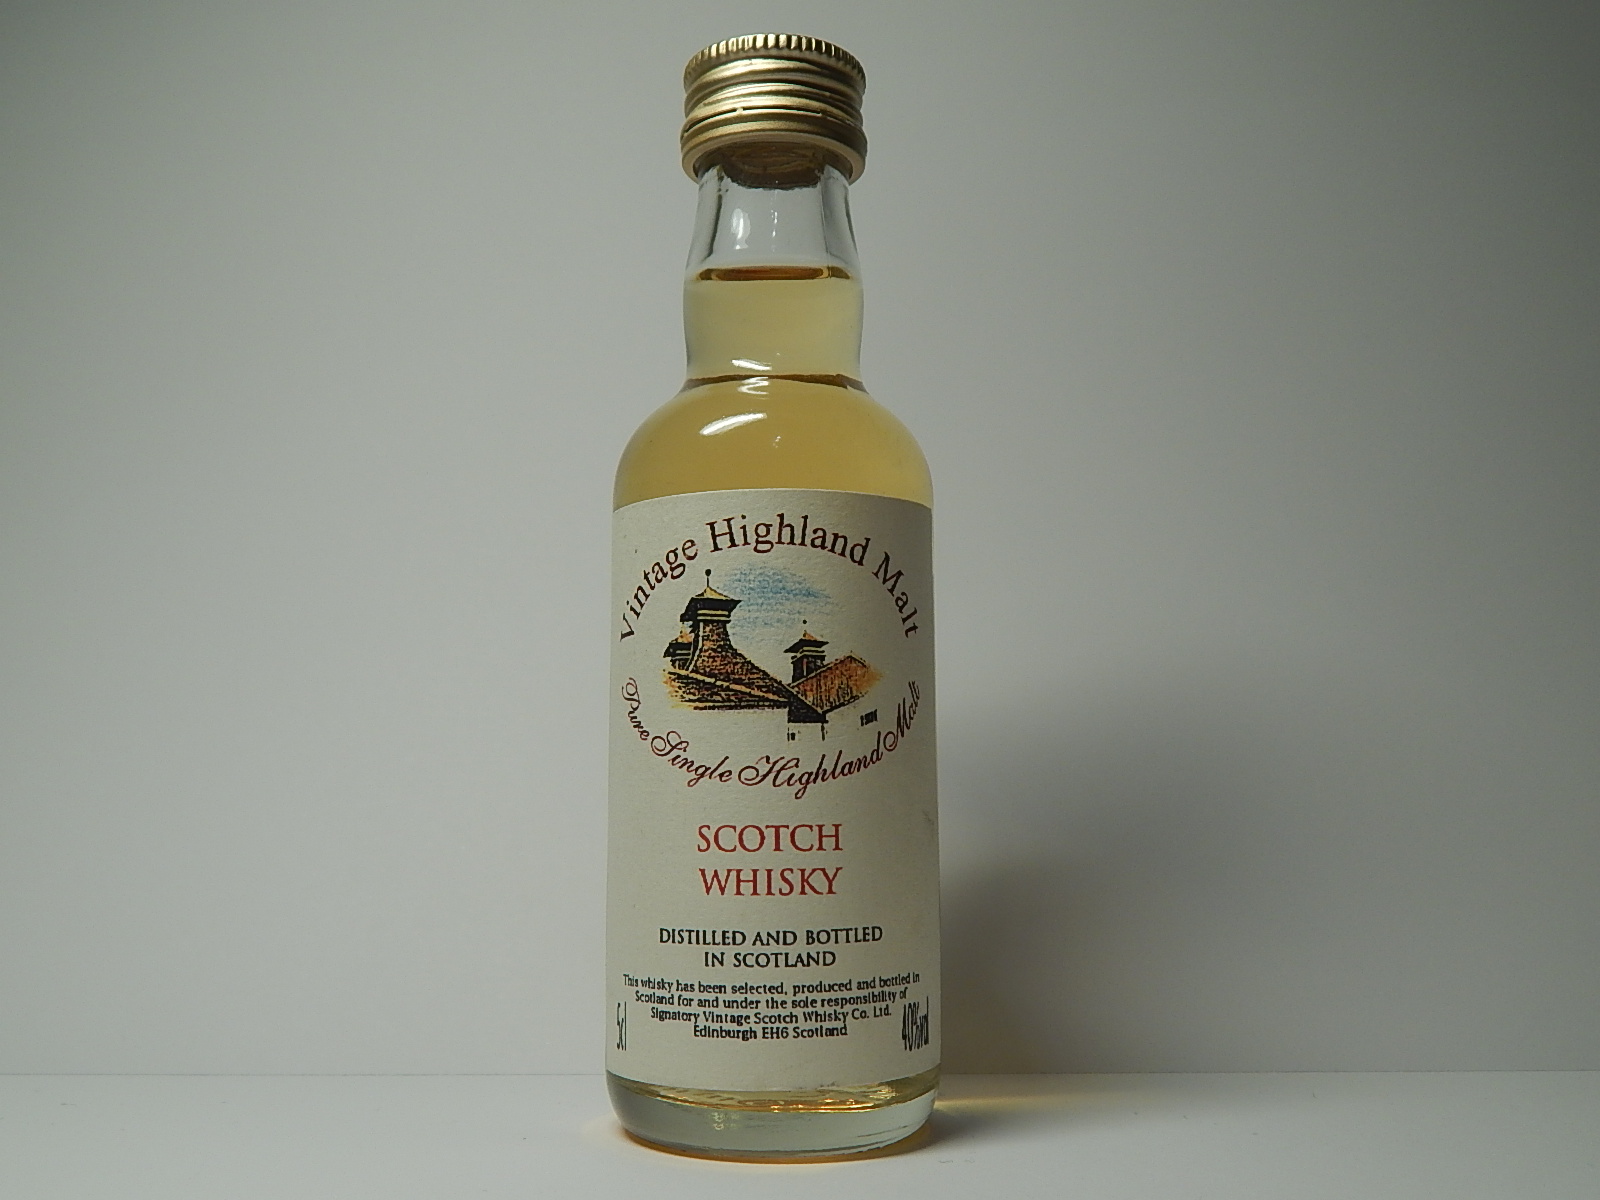 Vintage Highland Malt
Pure Single Highland Malt
SCOTCH
WHISKY
DISTILLED AND BOTTLED
IN SCOTLAND
This whisky has been selected, produced and bottled in
Scotland for and under the sole responsibility of
Signatory Vintage Scotch Whisky Co. Ltd.
Edinburgh EH6 Scotland
5cl
40%vol